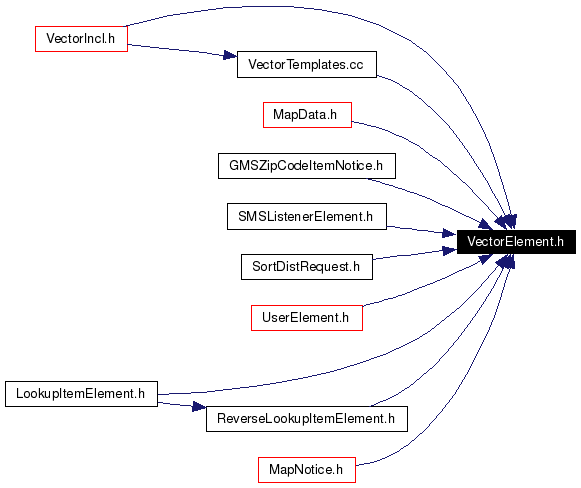 VectorIncl.h
VectorTemplates.cc
MapData.h
GMSZipCodeItemNotice.h
SMSListenerElement.h
VectorElement.h
SortDistRequest.h
UserElement.h
LookupItemElement.h
ReverseLookupItemElement.h
MapNotice.h